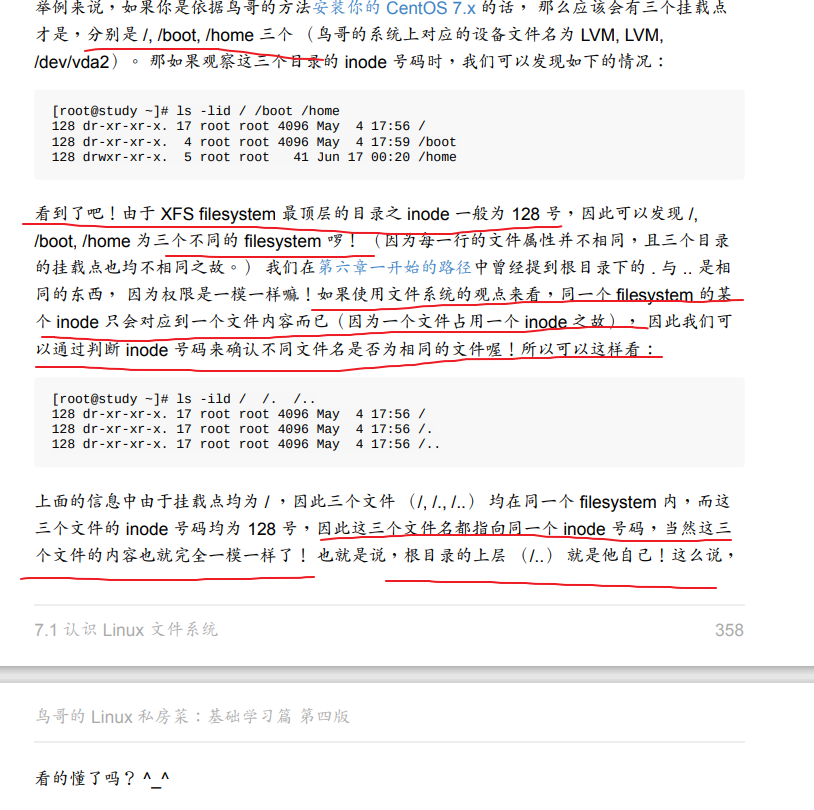 举例来说，如果你是依据鸟哥的方法安装你的 CentOS 7.x 的话， 那么应该会有三个挂载点
才是，分别是 /, /boot, /home 三个 （鸟哥的系统上对应的设备文件名为 LVM, LVM,
/dev/vda2）。 那如果观察这三个目录的 inode 号码时，我们可以发现如下的情况：
[root@study ~]# ls -lid / /boot /home
128 dr-xr-xr-x. 17 root root 4096 May  4 17:56 /
128 dr-xr-xr-x.  4 root root 4096 May  4 17:59 /boot
128 drwxr-xr-x.  5 root root   41 Jun 17 00:20 /home
看到了吧！由于 XFS filesystem 最顶层的目录之 inode 一般为 128 号，因此可以发现 /,
/boot, /home 为三个不同的 filesystem 啰！ （因为每一行的文件属性并不相同，且三个目录
的挂载点也均不相同之故。） 我们在第六章一开始的路径中曾经提到根目录下的 . 与 .. 是相
同的东西， 因为权限是一模一样嘛！如果使用文件系统的观点来看，同一个 filesystem 的某
个 inode 只会对应到一个文件内容而已（因为一个文件占用一个 inode 之故）， 因此我们可
以通过判断 inode 号码来确认不同文件名是否为相同的文件喔！所以可以这样看：
[root@study ~]# ls -ild /  /.  /..
128 dr-xr-xr-x. 17 root root 4096 May  4 17:56 /
128 dr-xr-xr-x. 17 root root 4096 May  4 17:56 /.
128 dr-xr-xr-x. 17 root root 4096 May  4 17:56 /..
上面的信息中由于挂载点均为 / ，因此三个文件 （/, /., /..） 均在同一个 filesystem 内，而这
三个文件的 inode 号码均为 128 号，因此这三个文件名都指向同一个 inode 号码，当然这三
个文件的内容也就完全一模一样了！ 也就是说，根目录的上层 （/..） 就是他自己！这么说，
7.1 认识 Linux 文件系统
358
鸟哥的 Linux 私房菜：基础学习篇 第四版
看的懂了吗？ ^_^